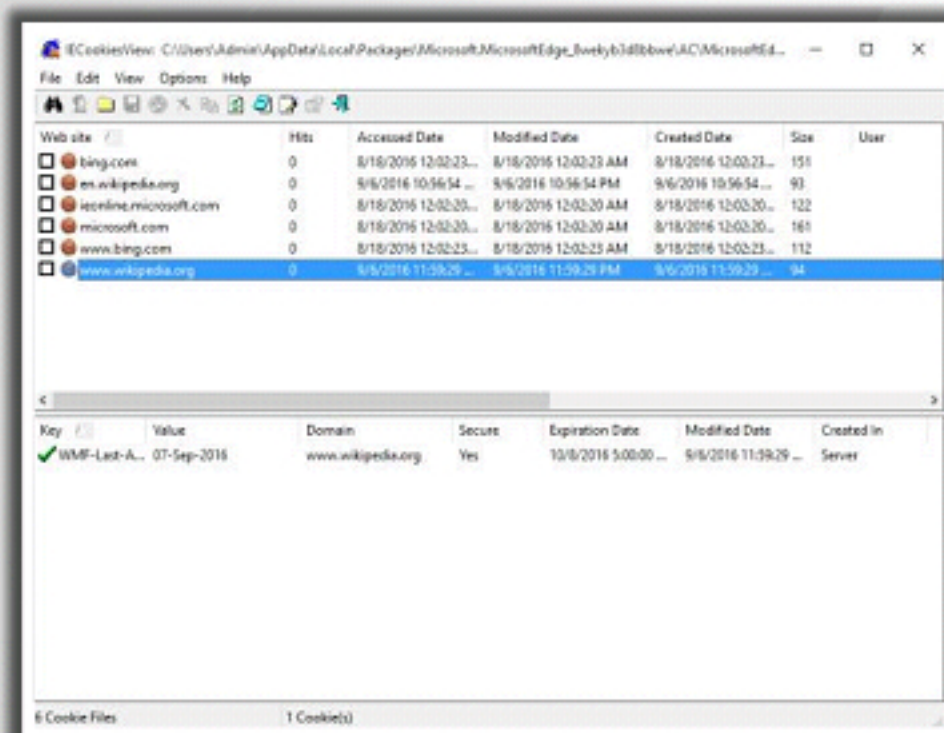 IECookiesView: C:\Users\Admin\AppData\Local\Packages\Microsoft.MicrosoftEdge_8wekyb3d8bbwe\AC\MicrosoftEd...
File Edit View Options Help
Web site Hits Accessed Date Modified Date Created Date Size User
bing.com 0 8/18/2016 12:02:23... 8/18/2016 12:02:23 AM 8/18/2016 12:02:23... 151
en.wikipedia.org 0 9/6/2016 10:56:54 ... 9/6/2016 10:56:54 PM 9/6/2016 10:56:54 ... 93
ieonline.microsoft.com 0 8/18/2016 12:02:20... 8/18/2016 12:02:20 AM 8/18/2016 12:02:20... 122
microsoft.com 0 8/18/2016 12:02:20... 8/18/2016 12:02:20 AM 8/18/2016 12:02:20... 161
www.bing.com 0 8/18/2016 12:02:23... 8/18/2016 12:02:23 AM 8/18/2016 12:02:23... 112
www.wikipedia.org 0 9/6/2016 11:59:29 ... 9/6/2016 11:59:29 PM 9/6/2016 11:59:29 ... 94
Key Value Domain Secure Expiration Date Modified Date Created In
WMF-Last-A... 07-Sep-2016 www.wikipedia.org Yes 10/8/2016 5:00:00 ... 9/6/2016 11:59:29 ... Server
6 Cookie Files 1 Cookie(s)